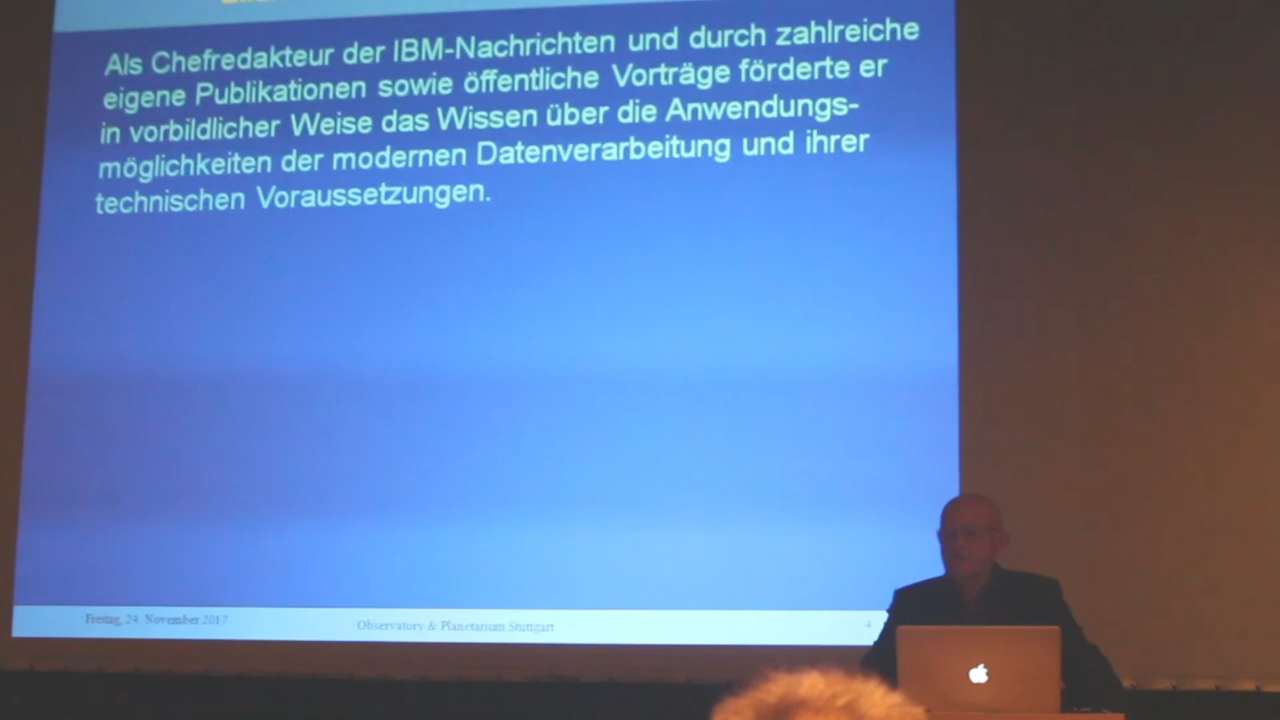 Als Chefredakteur der IBM-Nachrichten und durch zahlreiche
eigene Publikationen sowie öffentliche Vorträge förderte er
in vorbildlicher Weise das Wissen über die Anwendungs-
möglichkeiten der modernen Datenverarbeitung und ihrer
technischen Voraussetzungen.
Freitag, 24. November 2017
Observatory & Planetarium Stuttgart
4